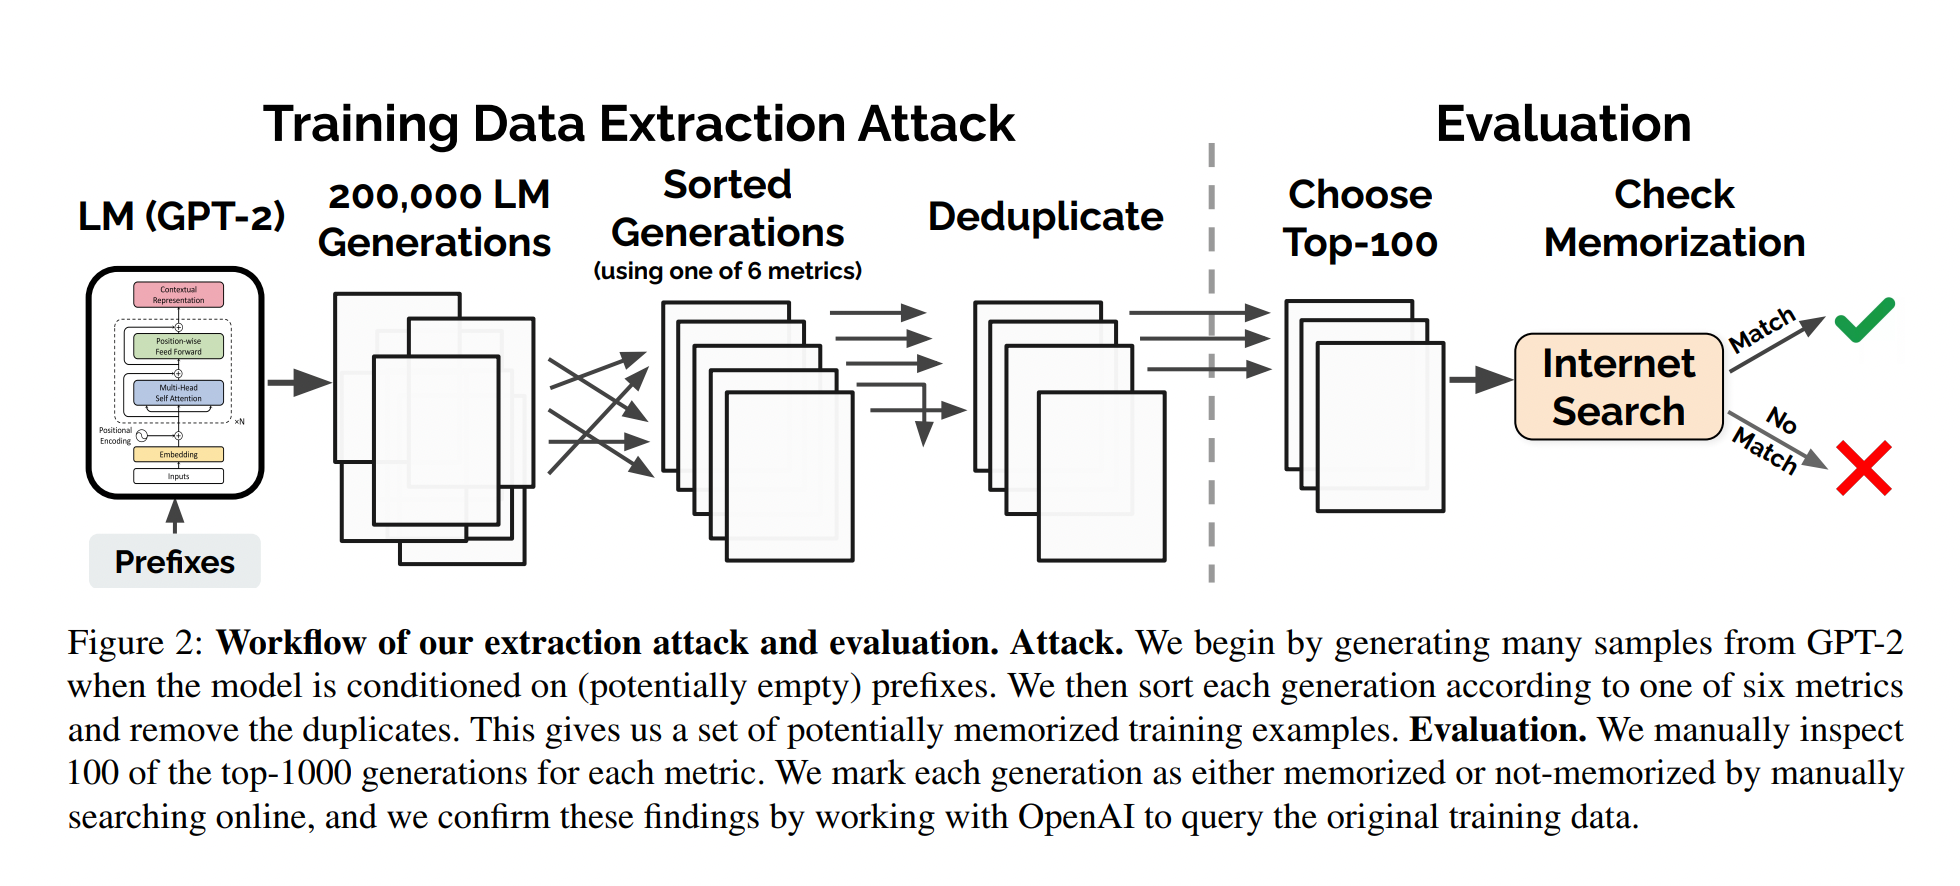 Training Data Extraction Attack
Evaluation
LM (GPT-2)
200,000 LM
Generations
Sorted
Generations
(using one of 6 metrics)
Deduplicate
Choose
Top-100
Check
Memorization
Contextual
Representation
Position-wise
Feed Forward
Multi-Head
Self Attention
×N
Positional
Encoding
Embedding
Inputs
Prefixes
Internet
Search
Match
No
Match
Figure 2: Workflow of our extraction attack and evaluation. Attack. We begin by generating many samples from GPT-2
when the model is conditioned on (potentially empty) prefixes. We then sort each generation according to one of six metrics
and remove the duplicates. This gives us a set of potentially memorized training examples. Evaluation. We manually inspect
100 of the top-1000 generations for each metric. We mark each generation as either memorized or not-memorized by manually
searching online, and we confirm these findings by working with OpenAI to query the original training data.